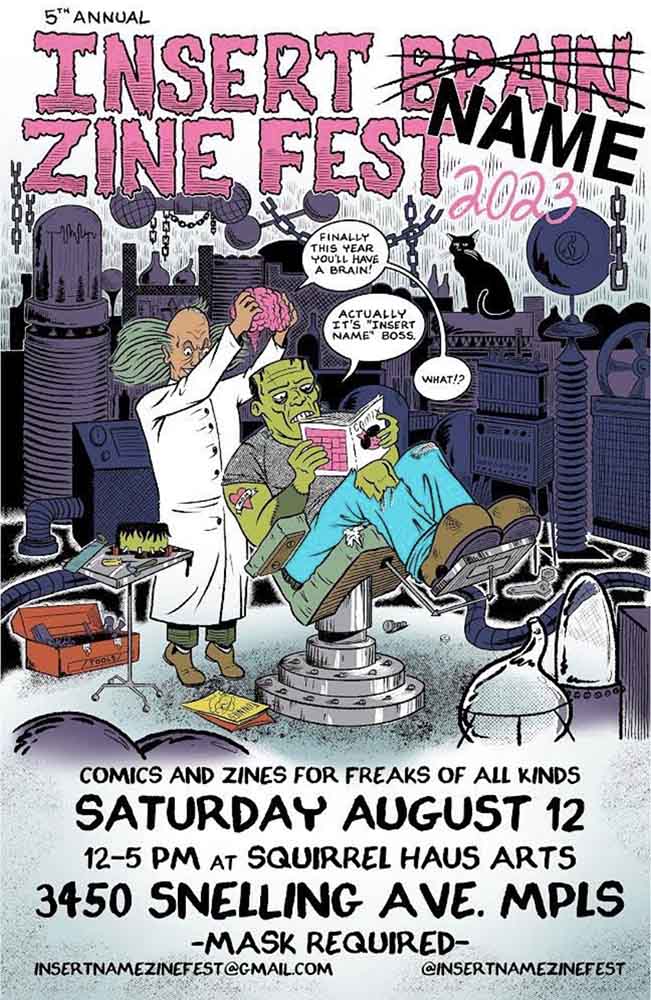 5TH ANNUAL
INSERT BRAIN
NAME
ZINE FEST
2023
FINALLY
THIS YEAR
YOU'LL HAVE
A BRAIN!
ACTUALLY
IT'S "INSERT
NAME" BOSS.
WHAT!?
COMIX
TOOLS
COMICS AND ZINES FOR FREAKS OF ALL KINDS
SATURDAY AUGUST 12
12-5 PM AT SQUIRREL HAUS ARTS
3450 SNELLING AVE. MPLS
-MASK REQUIRED-
INSERTNAMEZINEFEST@GMAIL.COM @INSERTNAMEZINEFEST